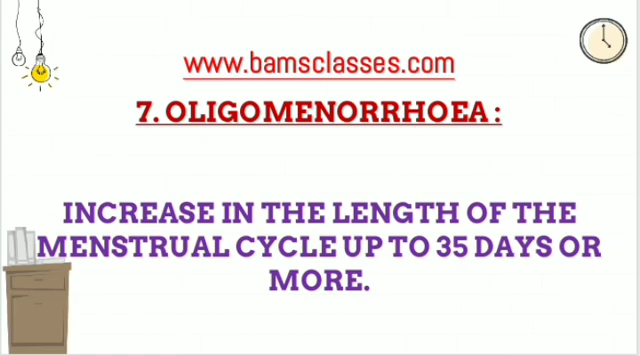 www.bamsclasses.com
7. OLIGOMENORRHOEA :
INCREASE IN THE LENGTH OF THE
MENSTRUAL CYCLE UP TO 35 DAYS OR
MORE.